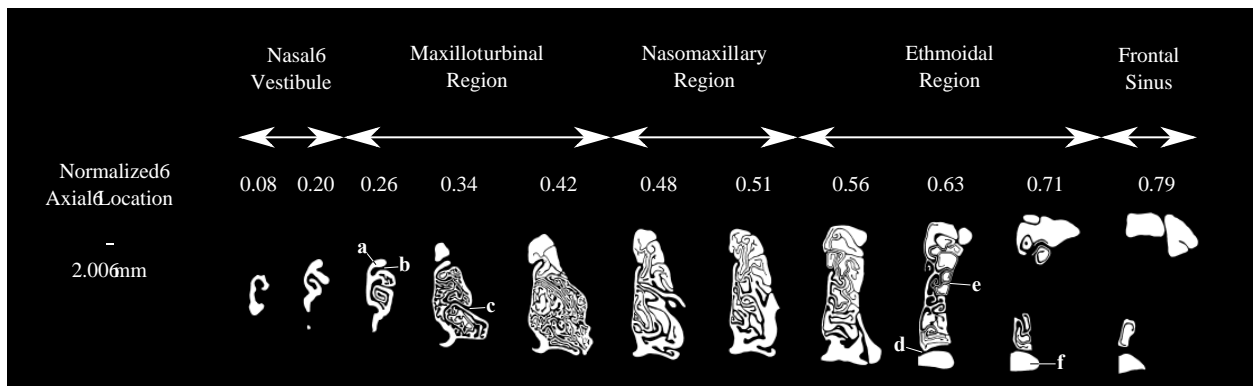 Nasal6 Maxilloturbinal Nasomaxillary Ethmoidal Frontal
Vestibule Region Region Region Sinus
Normalized6
Axial6Location 0.08 0.20 0.26 0.34 0.42 0.48 0.51 0.56 0.63 0.71 0.79
a
b
2.006mm
e
c
d
f